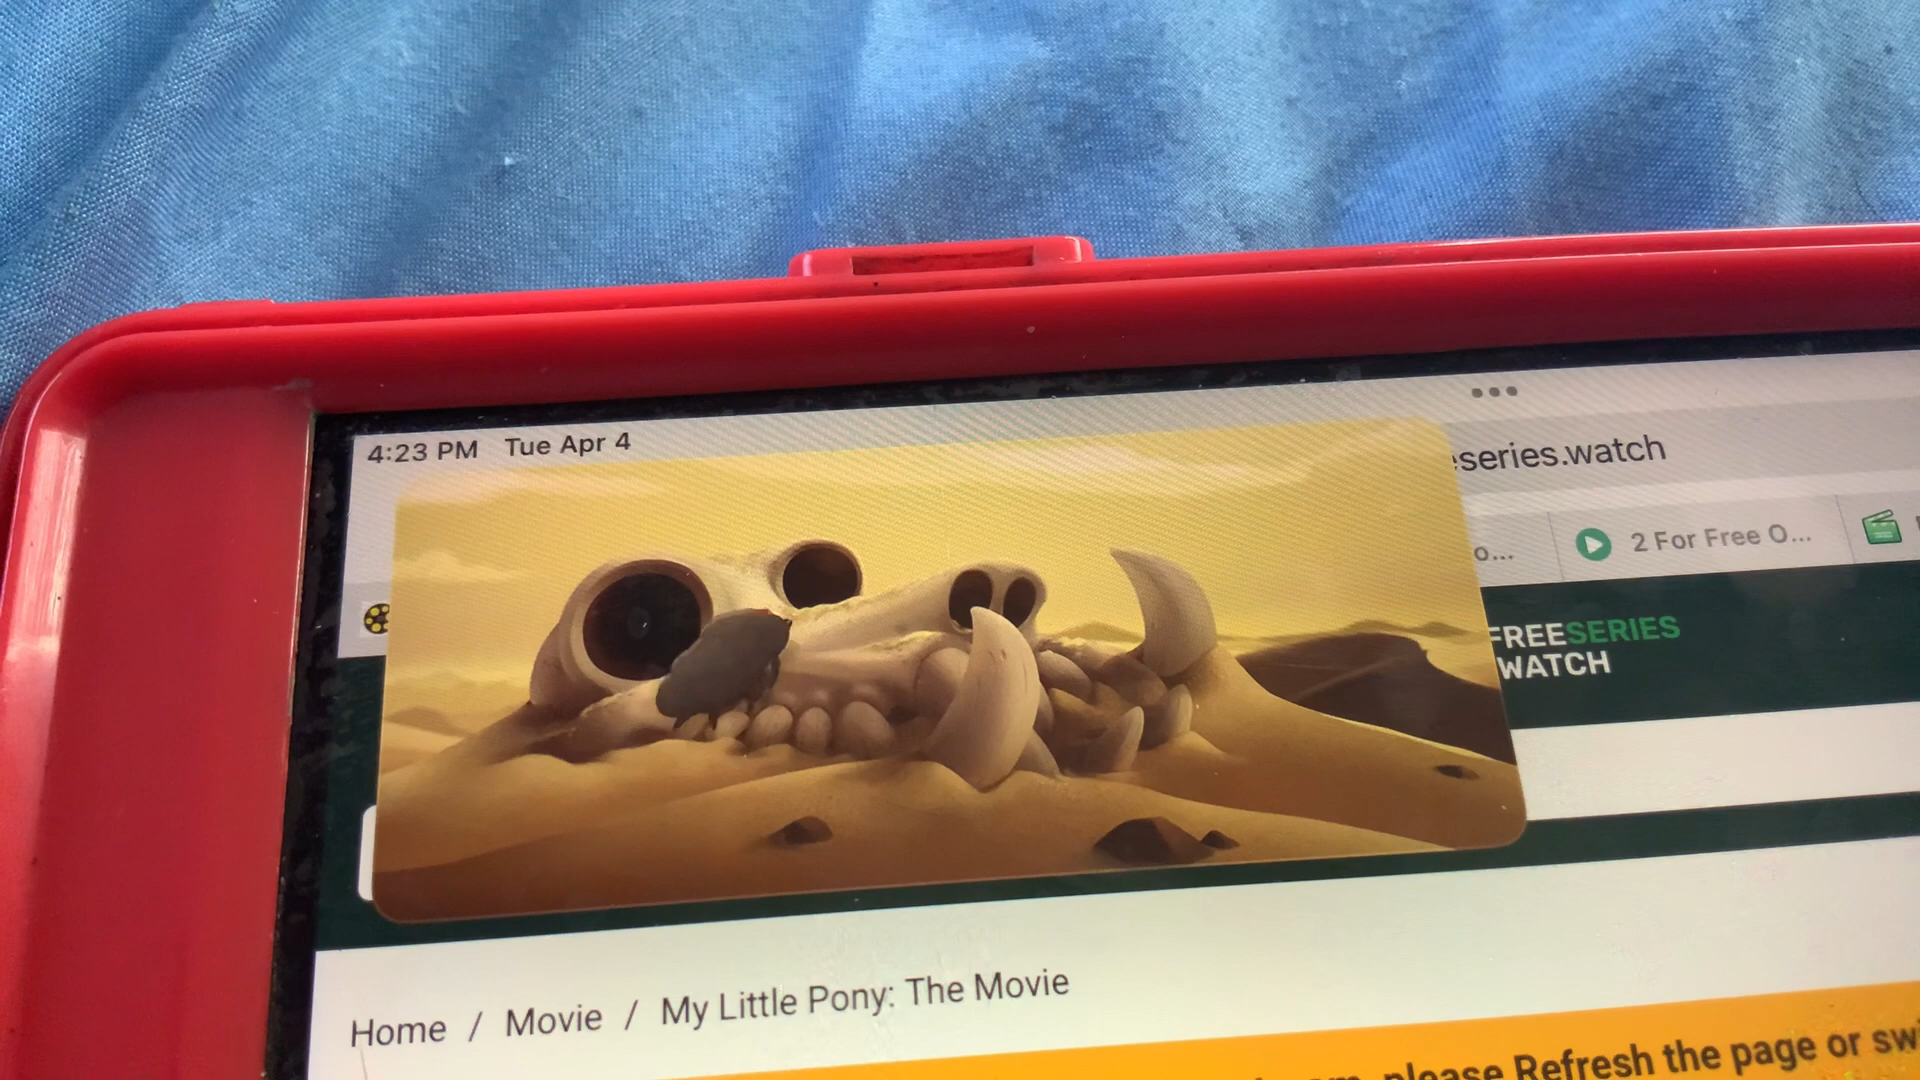 4:23 PM Tue Apr 4
series.watch
2 For Free O...
FREESERIES
WATCH
Home / Movie / My Little Pony: The Movie
please Refresh the page or